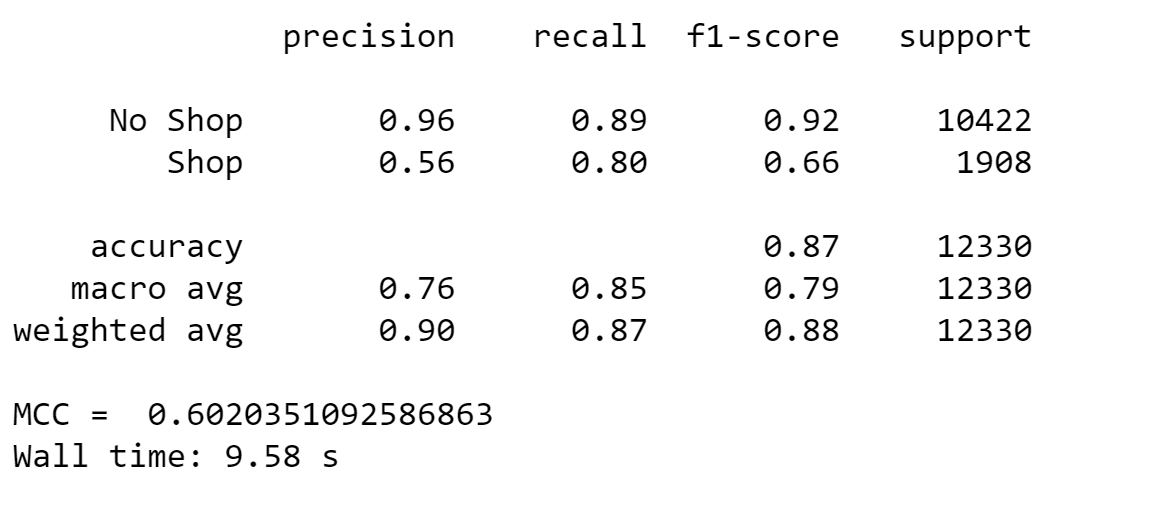 precision recall f1-score support
No Shop 0.96 0.89 0.92 10422
Shop 0.56 0.80 0.66 1908
accuracy 0.87 12330
macro avg 0.76 0.85 0.79 12330
weighted avg 0.90 0.87 0.88 12330
MCC = 0.6020351092586863
Wall time: 9.58 s